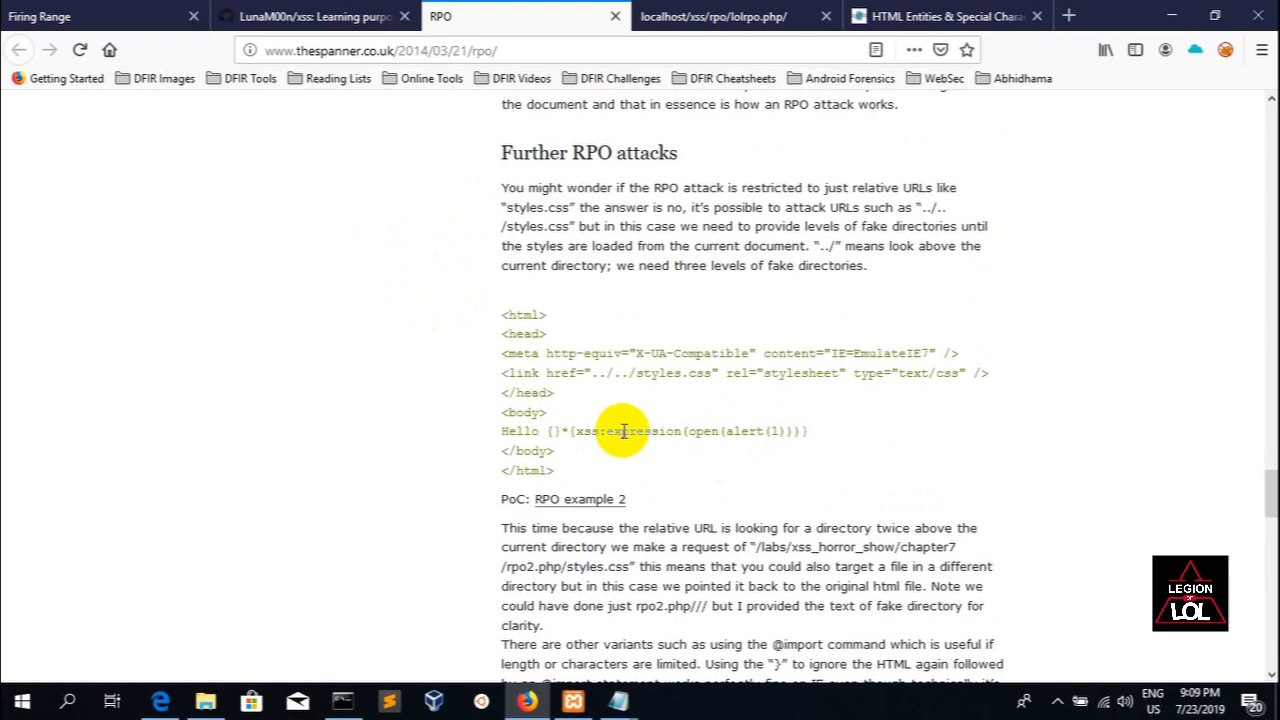 Firing Range
LunaM00n/xss: Learning purpo
RPO
localhost/xss/rpo/lolrpo.php/
HTML Entities & Special Chara
www.thespanner.co.uk/2014/03/21/rpo/
Getting Started
DFIR Images
DFIR Tools
Reading Lists
Online Tools
DFIR Videos
DFIR Challenges
DFIR Cheatsheets
Android Forensics
WebSec
Abhidhama
the document and that in essence is how an RPO attack works.
Further RPO attacks
You might wonder if the RPO attack is restricted to just relative URLs like
“styles.css” the answer is no, it’s possible to attack URLs such as “../..
/styles.css” but in this case we need to provide levels of fake directories until
the styles are loaded from the current document. “../” means look above the
current directory; we need three levels of fake directories.
<html>
<head>
<meta http-equiv="X-UA-Compatible" content="IE=EmulateIE7" />
<link href="../../styles.css" rel="stylesheet" type="text/css" />
</head>
<body>
Hello {}*{xss:expression(open(alert(1)))}
</body>
</html>
PoC: RPO example 2
This time because the relative URL is looking for a directory twice above the
current directory we make a request of “/labs/xss_horror_show/chapter7
/rpo2.php/styles.css” this means that you could also target a file in a different
directory but in this case we pointed it back to the original html file. Note we
could have done just rpo2.php/// but I provided the text of fake directory for
clarity.
There are other variants such as using the @import command which is useful if
length or characters are limited. Using the “}” to ignore the HTML again followed
LEGION
OF
LOL
ENG
US
9:09 PM
7/23/2019
20